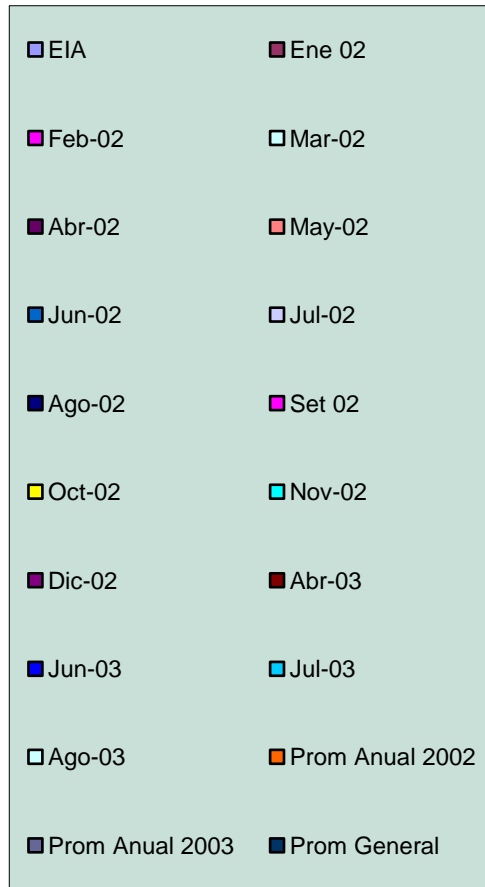 EIA Ene 02
Feb-02 Mar-02
Abr-02 May-02
Jun-02 Jul-02
Ago-02 Set 02
Oct-02 Nov-02
Dic-02 Abr-03
Jun-03 Jul-03
Ago-03 Prom Anual 2002
Prom Anual 2003 Prom General